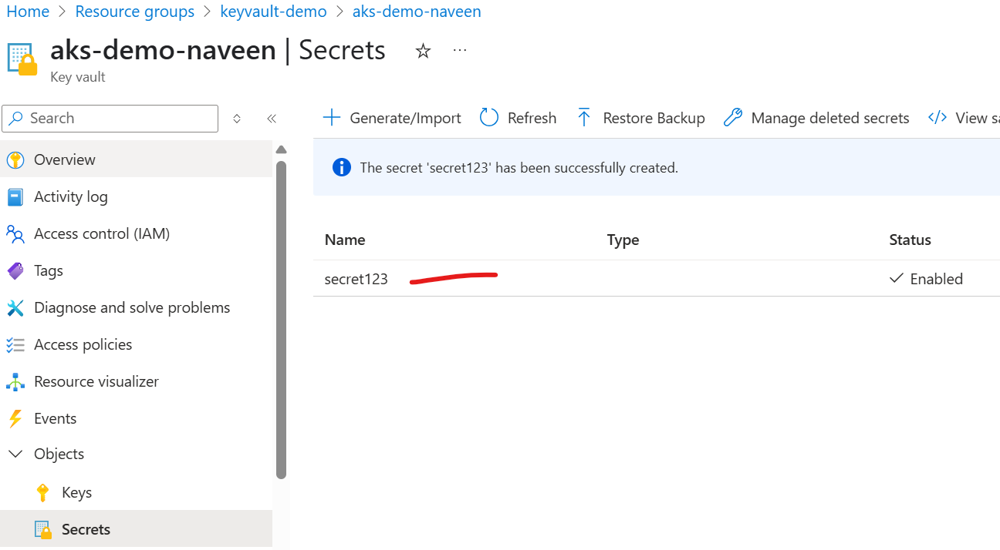 Home > Resource groups > keyvault-demo > aks-demo-naveen
aks-demo-naveen | Secrets
Key vault
Search
Generate/Import Refresh Restore Backup Manage deleted secrets View
Overview
Activity log
Access control (IAM)
Tags
Diagnose and solve problems
Access policies
Resource visualizer
Events
Objects
Keys
Secrets
The secret 'secret123' has been successfully created.
Name Type Status
secret123 Enabled